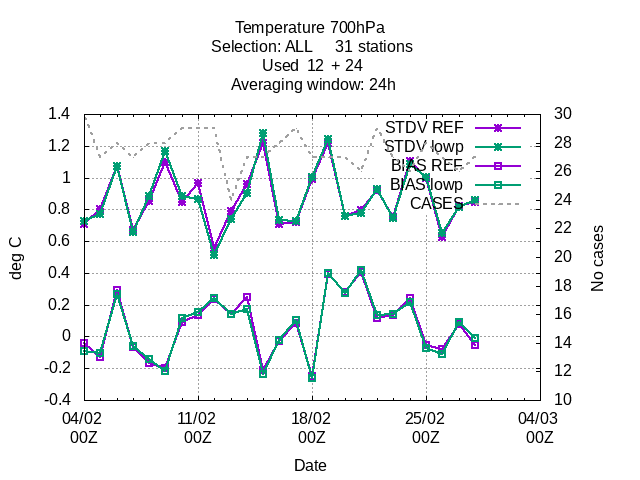 Temperature 700hPa
Selection: ALL 31 stations
Used 12 + 24
Averaging window: 24h
1.4
1.2
1
0.8
0.6
0.4
0.2
0
-0.2
-0.4
deg C
STDV REF
STDV lowp
BIAS REF
BIAS lowp
CASES
30
28
26
24
22
20
18
16
14
12
10
No cases
04/02 11/02 18/02 25/02 04/03
00Z 00Z 00Z 00Z 00Z
Date